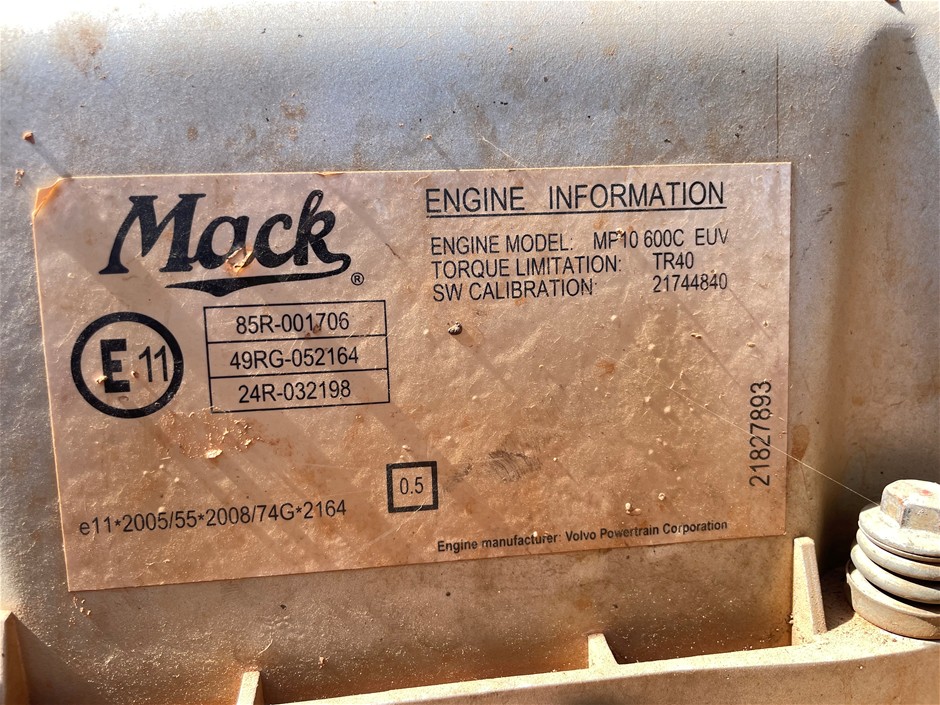 Mack ®
ENGINE INFORMATION
ENGINE MODEL: MP10 600C EUV
TORQUE LIMITATION: TR40
SW CALIBRATION: 21744840
85R-001706
49RG-052164
24R-032198
E 11
21827893
0.5
e11*2005/55*2008/74G*2164
Engine manufacturer: Volvo Powertrain Corporation